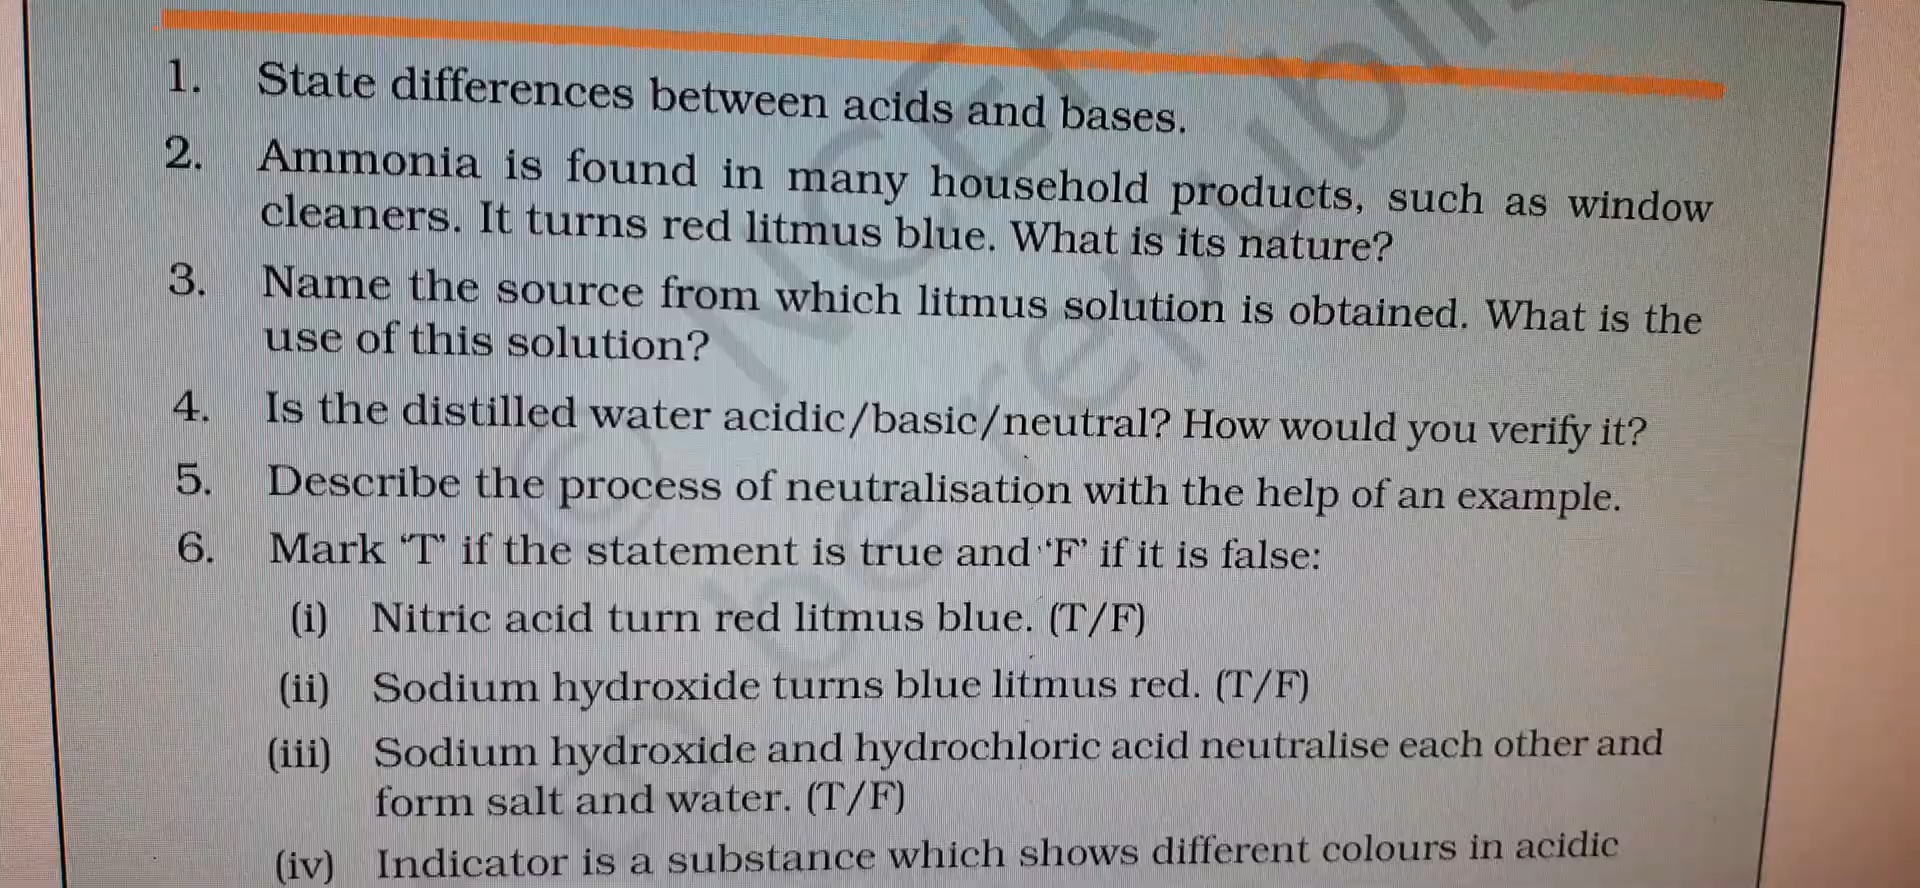 1. State differences between acids and bases.
2. Ammonia is found in many household products, such as window
cleaners. It turns red litmus blue. What is its nature?
3. Name the source from which litmus solution is obtained. What is the
use of this solution?
4. Is the distilled water acidic/basic/neutral? How would you verify it?
5. Describe the process of neutralisation with the help of an example.
6. Mark ‘T’ if the statement is true and ‘F’ if it is false:
(i) Nitric acid turn red litmus blue. (T/F)
(ii) Sodium hydroxide turns blue litmus red. (T/F)
(iii) Sodium hydroxide and hydrochloric acid neutralise each other and
form salt and water. (T/F)
(iv) Indicator is a substance which shows different colours in acidic